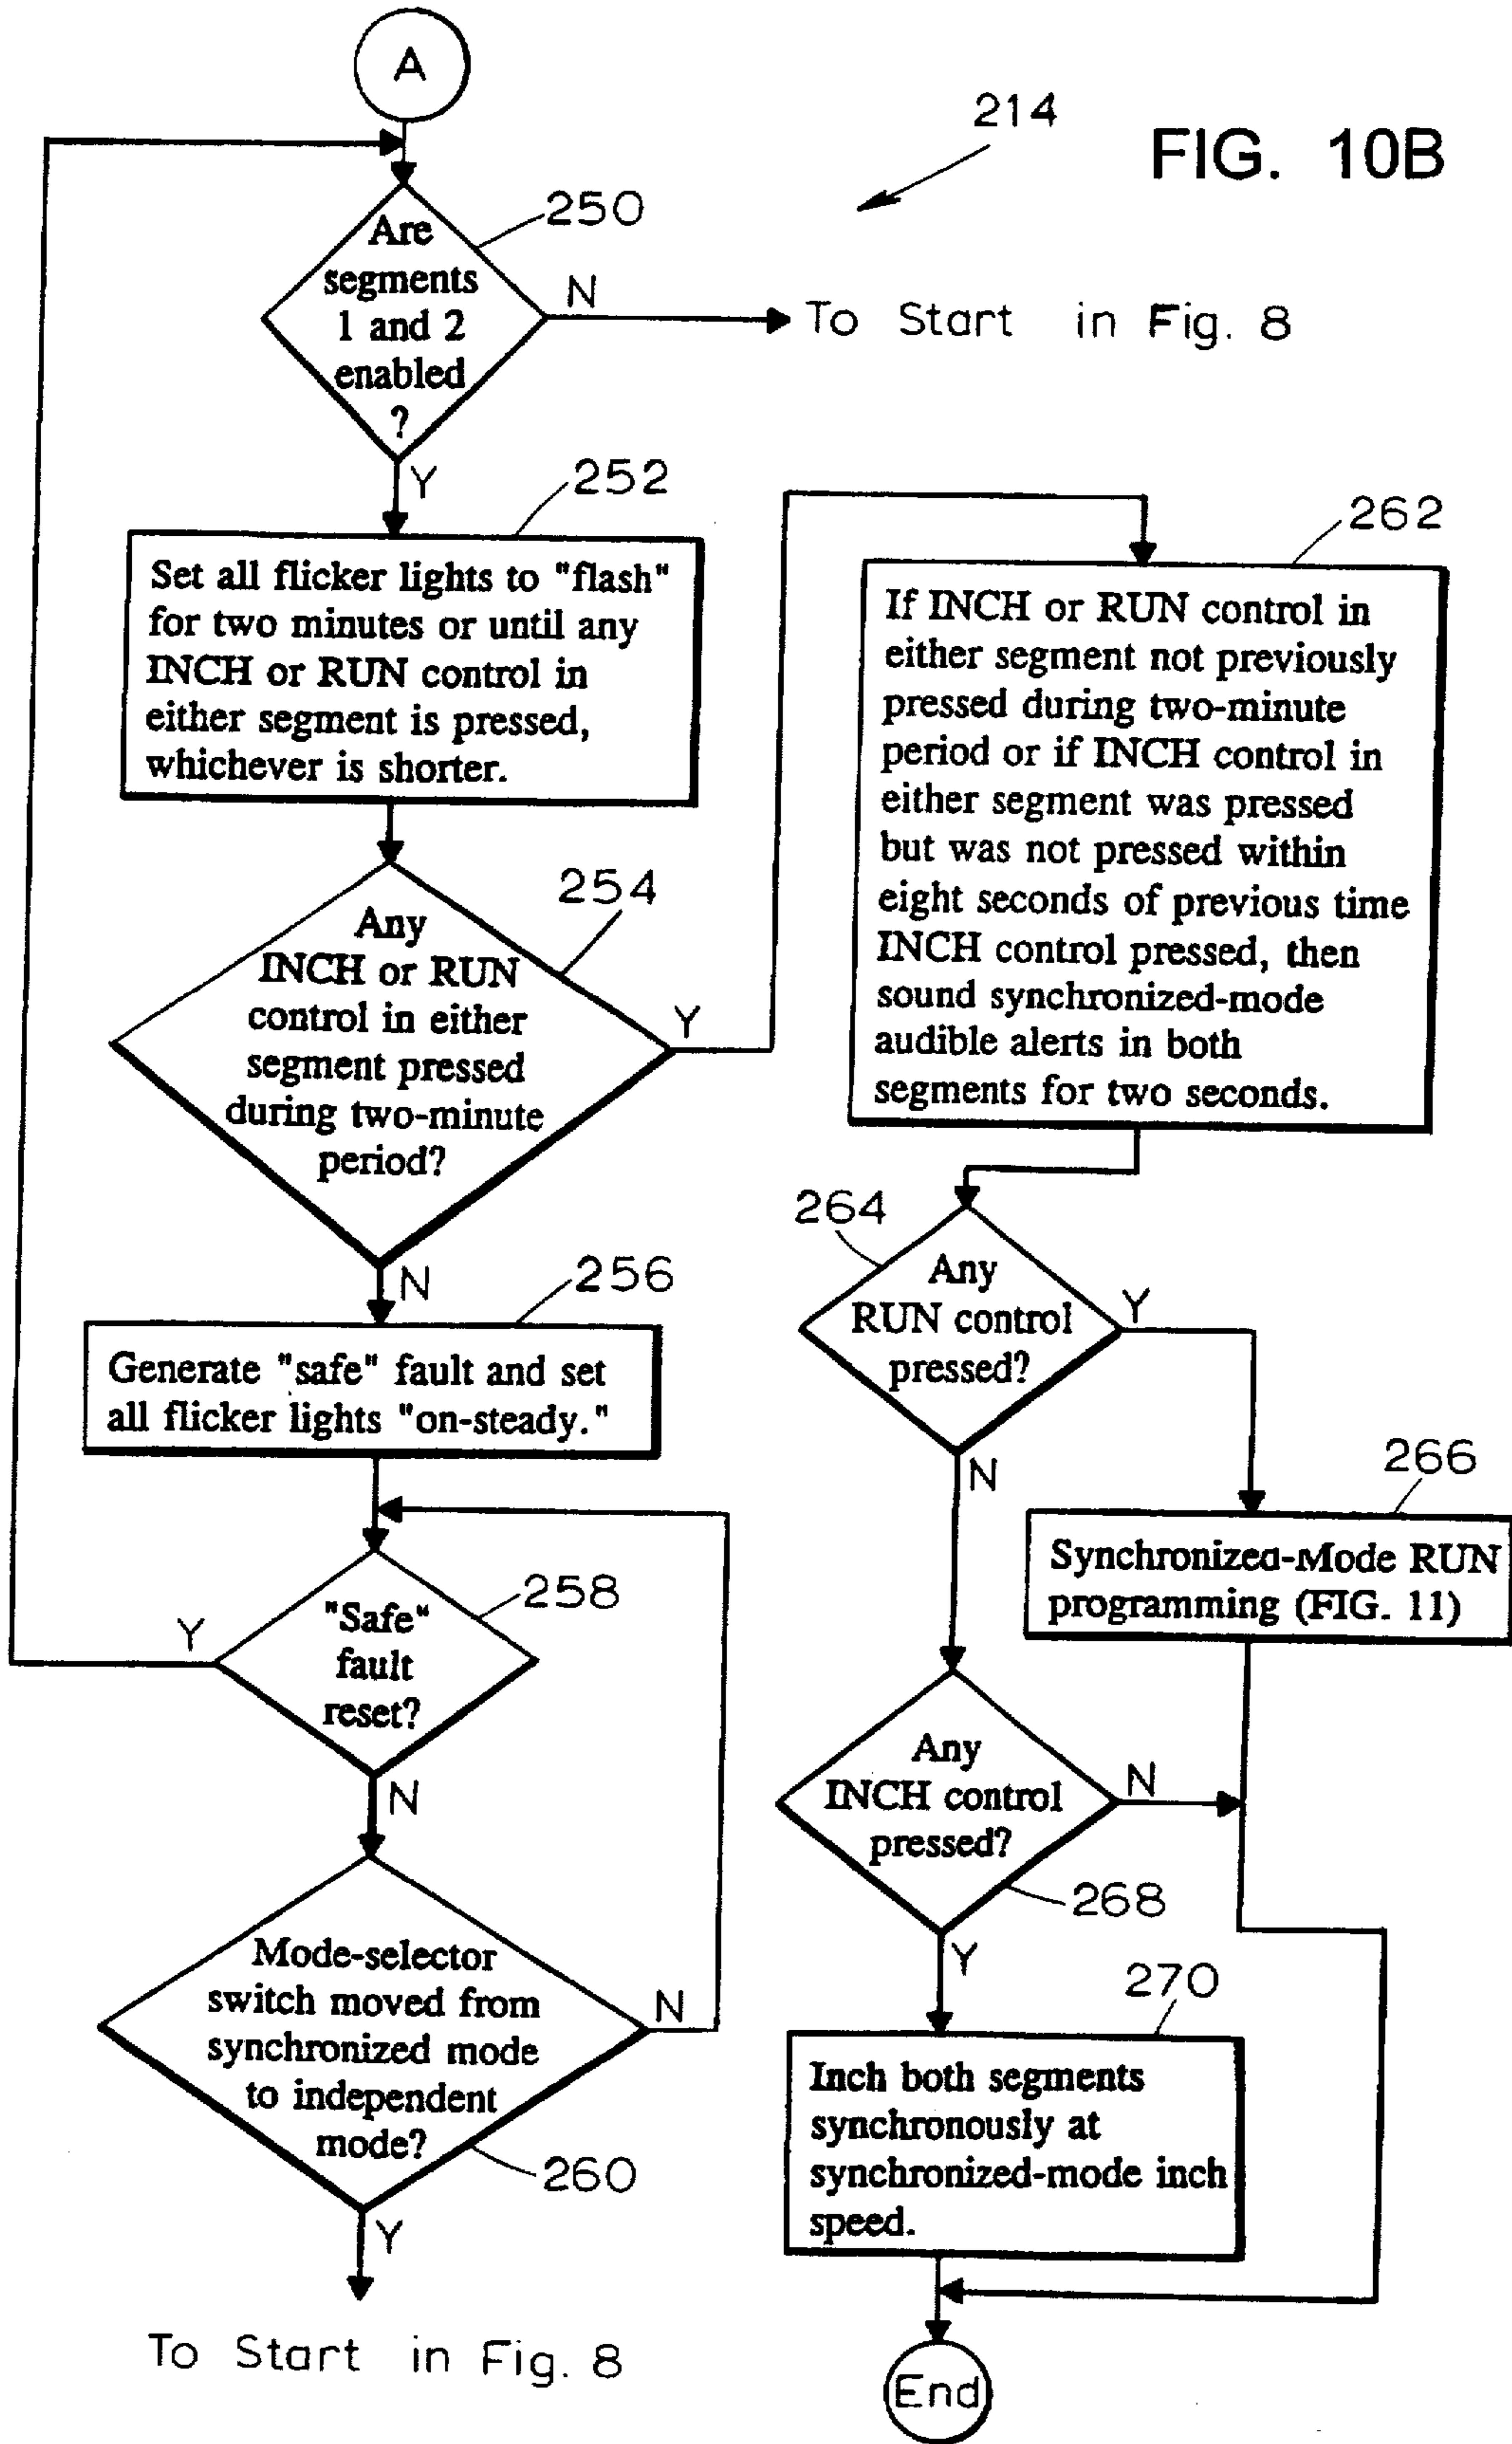 A
214
FIG. 10B
250
Are
segments
1 and 2
enabled
?
N
To Start in Fig. 8
Y
252
Set all flicker lights to "flash"
for two minutes or until any
INCH or RUN control in
either segment is pressed,
whichever is shorter.
254
Any
INCH or RUN
control in either
segment pressed
during two-minute
period?
Y
N
256
Generate "safe" fault and set
all flicker lights "on-steady."
258
"Safe"
fault
reset?
Y
N
Mode-selector
switch moved from
synchronized mode
to independent
mode?
N
260
Y
To Start in Fig. 8
262
If INCH or RUN control in
either segment not previously
pressed during two-minute
period or if INCH control in
either segment was pressed
but was not pressed within
eight seconds of previous time
INCH control pressed, then
sound synchronized-mode
audible alerts in both
segments for two seconds.
264
Any
RUN control
pressed?
Y
N
266
Synchronized-Mode RUN
programming (FIG. 11)
Any
INCH control
pressed?
N
268
Y
270
Inch both segments
synchronously at
synchronized-mode inch
speed.
End